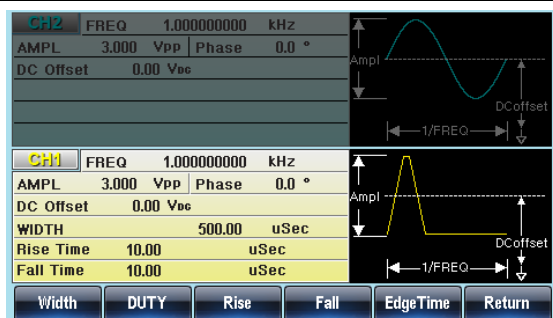 CH2 FREQ 1.000000000 kHz
AMPL 3.000 Vpp Phase 0.0 °
DC Offset 0.00 VDC
Ampl
DCoffset
1/FREQ
CH1 FREQ 1.000000000 kHz
AMPL 3.000 Vpp Phase 0.0 °
DC Offset 0.00 VDC
WIDTH 500.00 uSec
Rise Time 10.00 uSec
Fall Time 10.00 uSec
Ampl
DCoffset
1/FREQ
Width DUTY Rise Fall EdgeTime Return